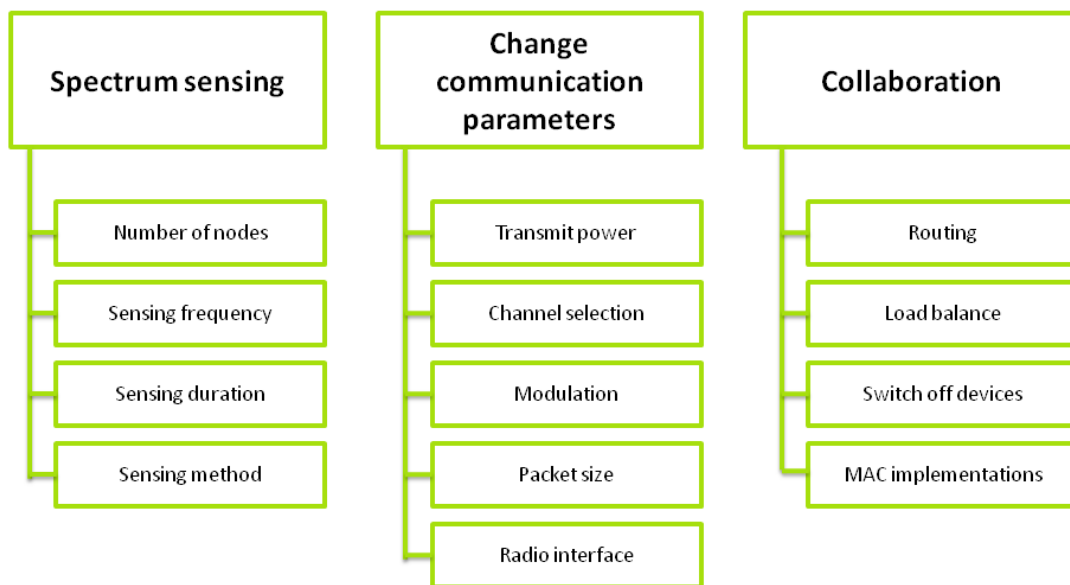 Spectrum sensing
Number of nodes
Sensing frequency
Sensing duration
Sensing method
Change
communication
parameters
Transmit power
Channel selection
Modulation
Packet size
Radio interface
Collaboration
Routing
Load balance
Switch off devices
MAC implementations